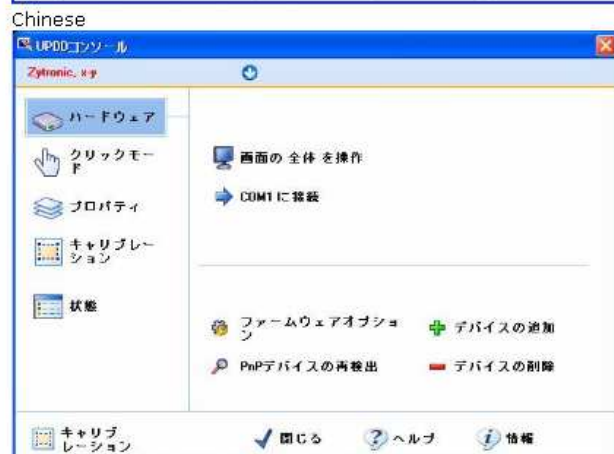 Chinese
UPDDコンソール
Zytronic, x-y
ハードウェア
クリックモー
ド
プロパティ
キャリブレー
ション
状態
画面の 全体 を操作
COM1 に接続
ファームウェアオプショ
ン
デバイスの追加
PnPデバイスの再検出
デバイスの削除
キャリブ
レーション
閉じる
ヘルプ
情報